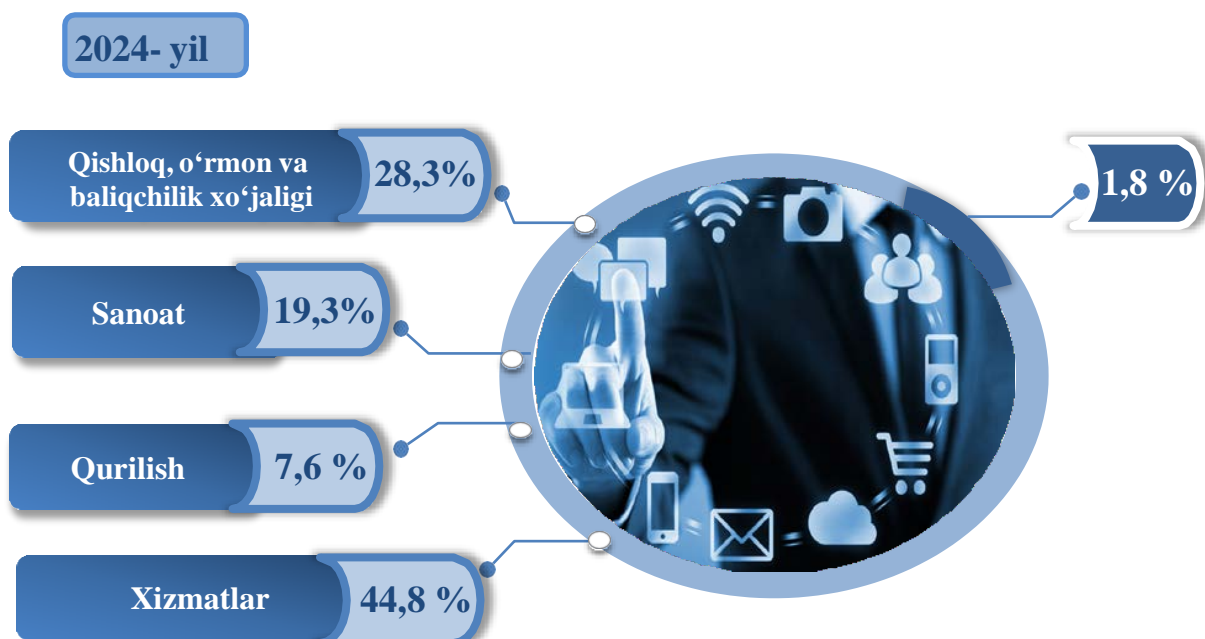 2024- yil
Qishloq, o‘rmon va
baliqchilik xo‘jaligi
28,3%
1,8 %
Sanoat
19,3%
Qurilish
7,6 %
Xizmatlar
44,8 %